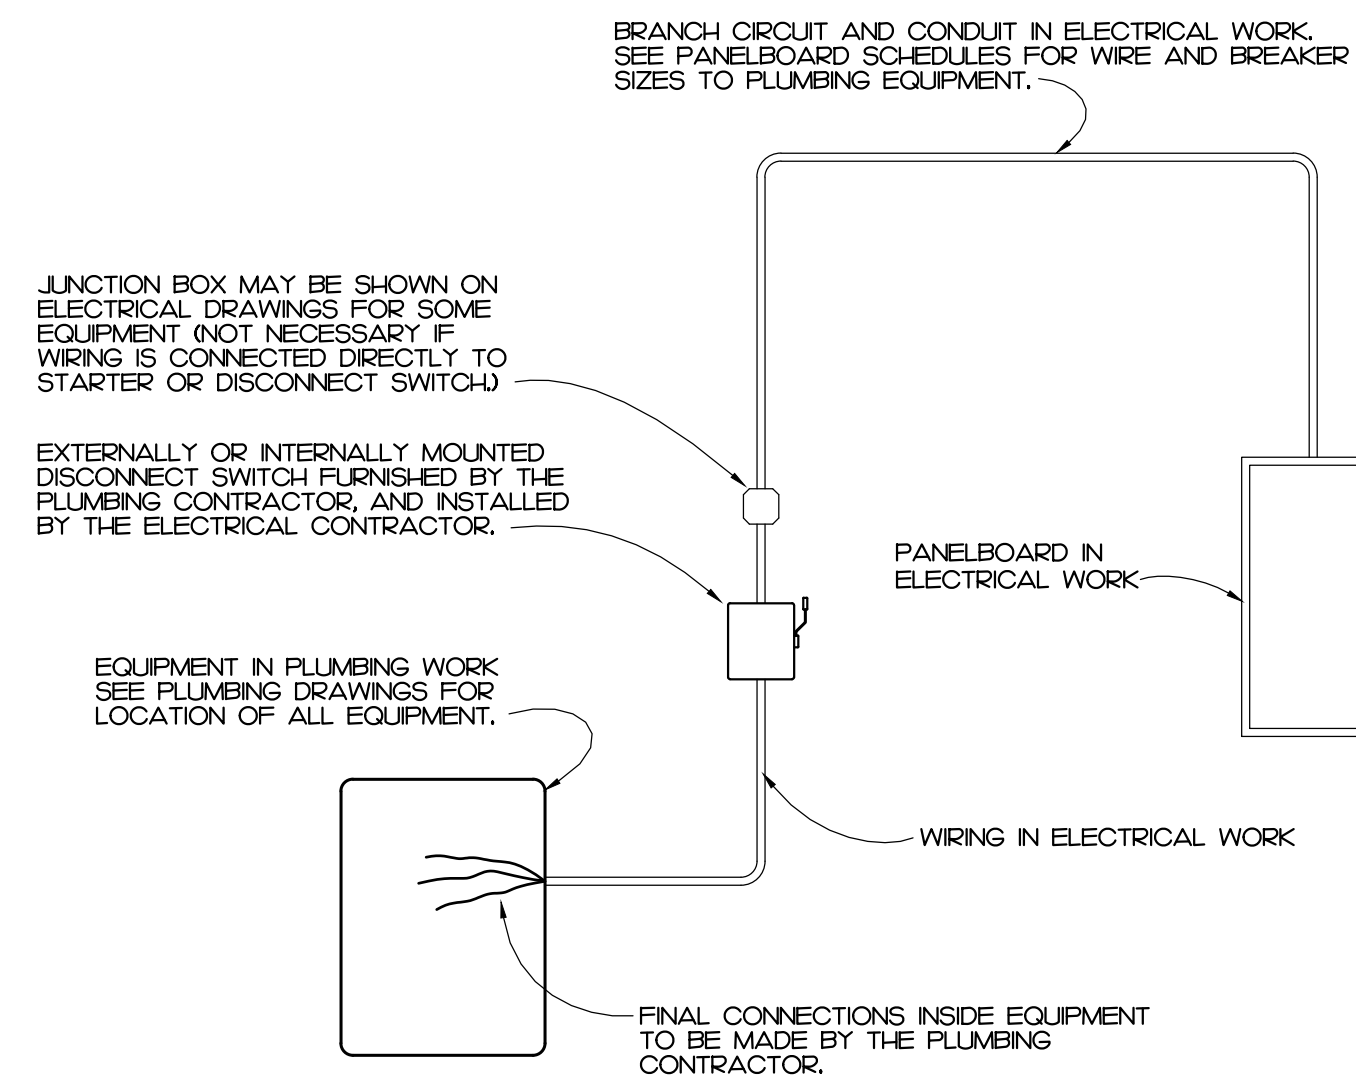 BRANCH CIRCUIT AND CONDUIT IN ELECTRICAL WORK.
SEE PANELBOARD SCHEDULES FOR WIRE AND BREAKER
SIZES TO PLUMBING EQUIPMENT.
JUNCTION BOX MAY BE SHOWN ON
ELECTRICAL DRAWINGS FOR SOME
EQUIPMENT (NOT NECESSARY IF
WIRING IS CONNECTED DIRECTLY TO
STARTER OR DISCONNECT SWITCH.)
EXTERNALLY OR INTERNALLY MOUNTED
DISCONNECT SWITCH FURNISHED BY THE
PLUMBING CONTRACTOR, AND INSTALLED
BY THE ELECTRICAL CONTRACTOR.
PANELBOARD IN
ELECTRICAL WORK
EQUIPMENT IN PLUMBING WORK
SEE PLUMBING DRAWINGS FOR
LOCATION OF ALL EQUIPMENT.
WIRING IN ELECTRICAL WORK
FINAL CONNECTIONS INSIDE EQUIPMENT
TO BE MADE BY THE PLUMBING
CONTRACTOR.